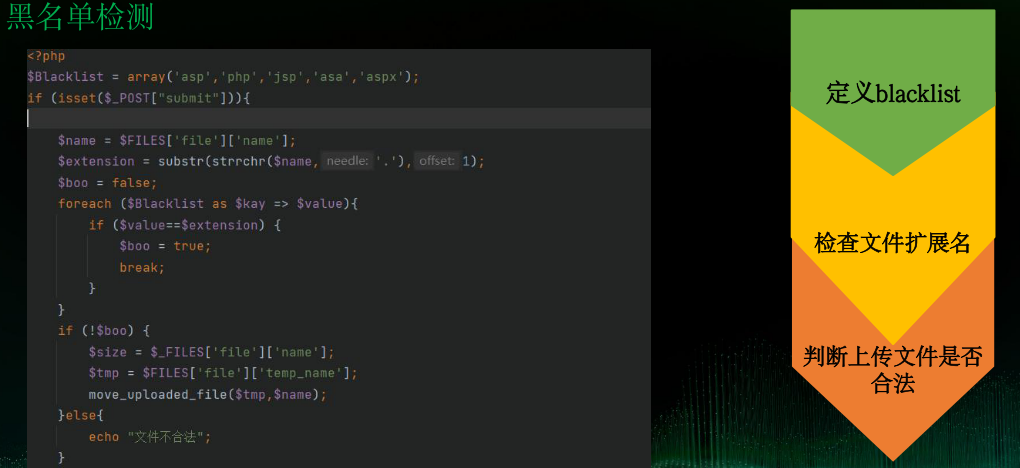 黑名单检测
<?php
$Blacklist = array('asp','php','jsp','asa','aspx');
if (isset($_POST["submit"])){
$name = $FILES['file']['name'];
$extension = substr(strrchr($name, needle: '.'), offset: 1);
$boo = false;
foreach ($Blacklist as $kay => $value){
if ($value==$extension) {
$boo = true;
break;
}
}
if (!$boo) {
$size = $_FILES['file']['name'];
$tmp = $FILES['file']['temp_name'];
move_uploaded_file($tmp,$name);
}else{
echo "文件不合法";
}
定义blacklist
检查文件扩展名
判断上传文件是否
合法